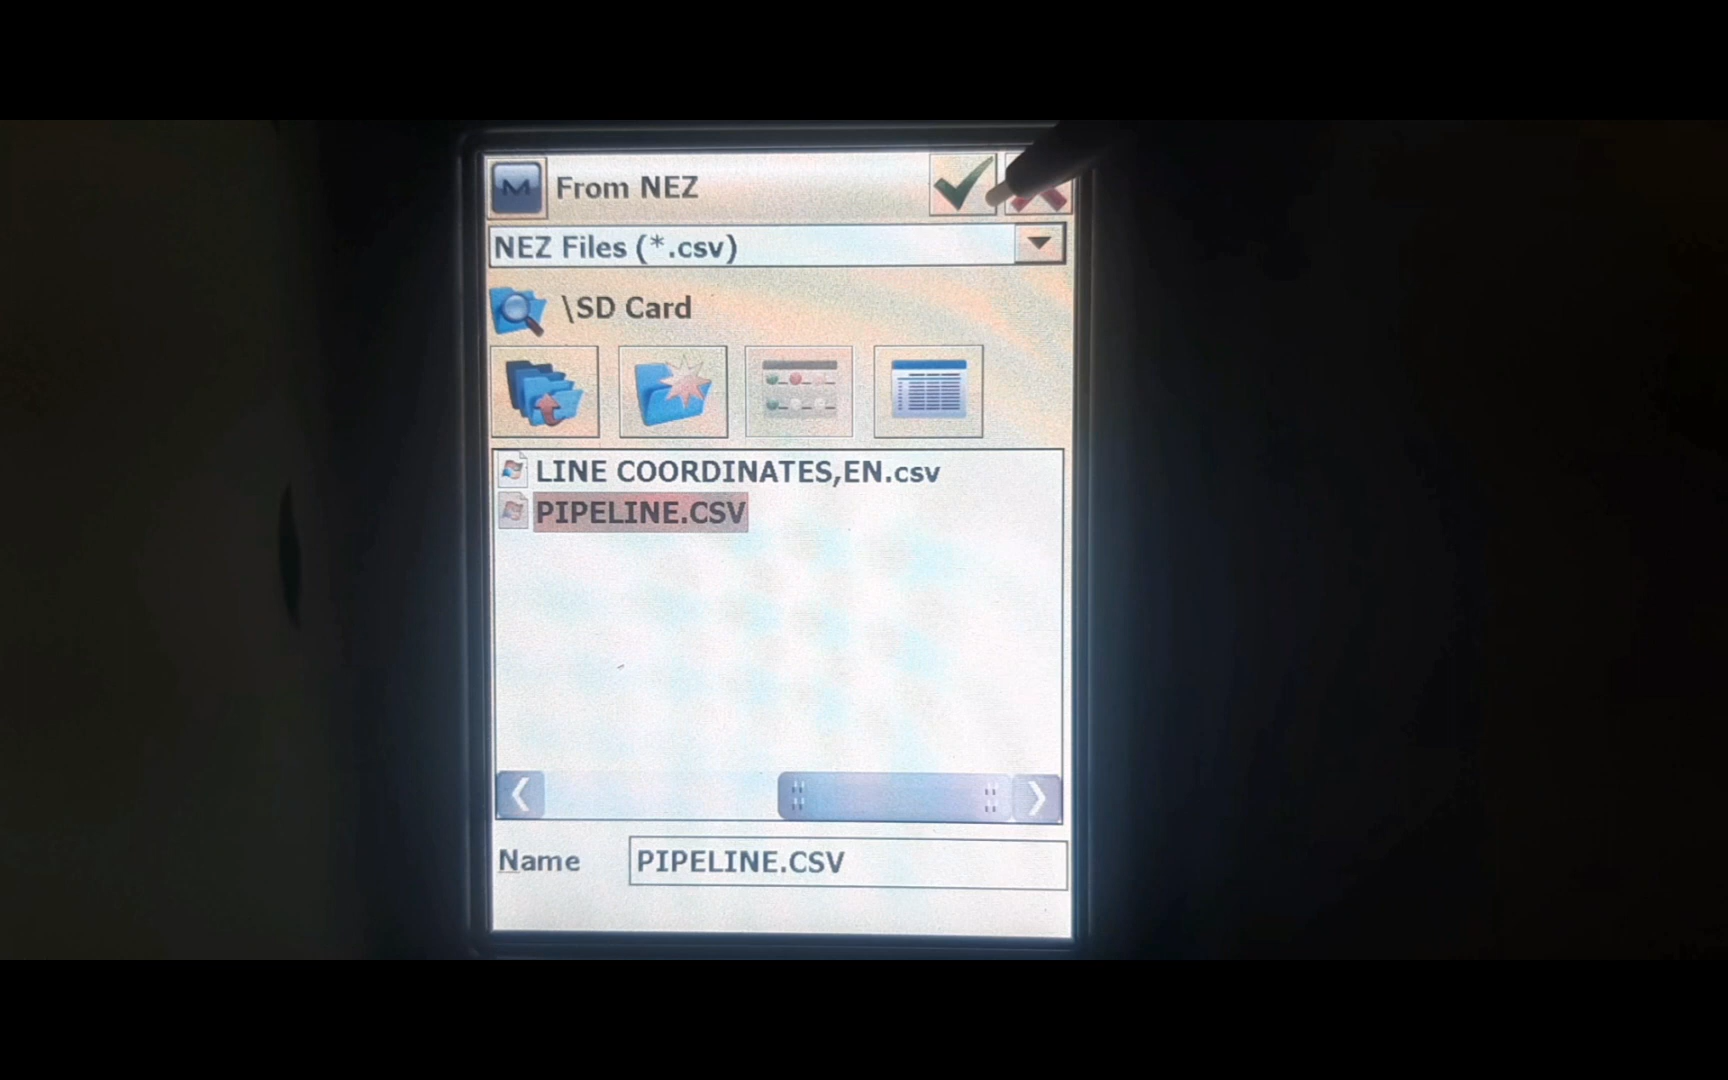 M From NEZ
NEZ Files (*.csv)
\SD Card
LINE COORDINATES,EN.csv
PIPELINE.CSV
Name PIPELINE.CSV